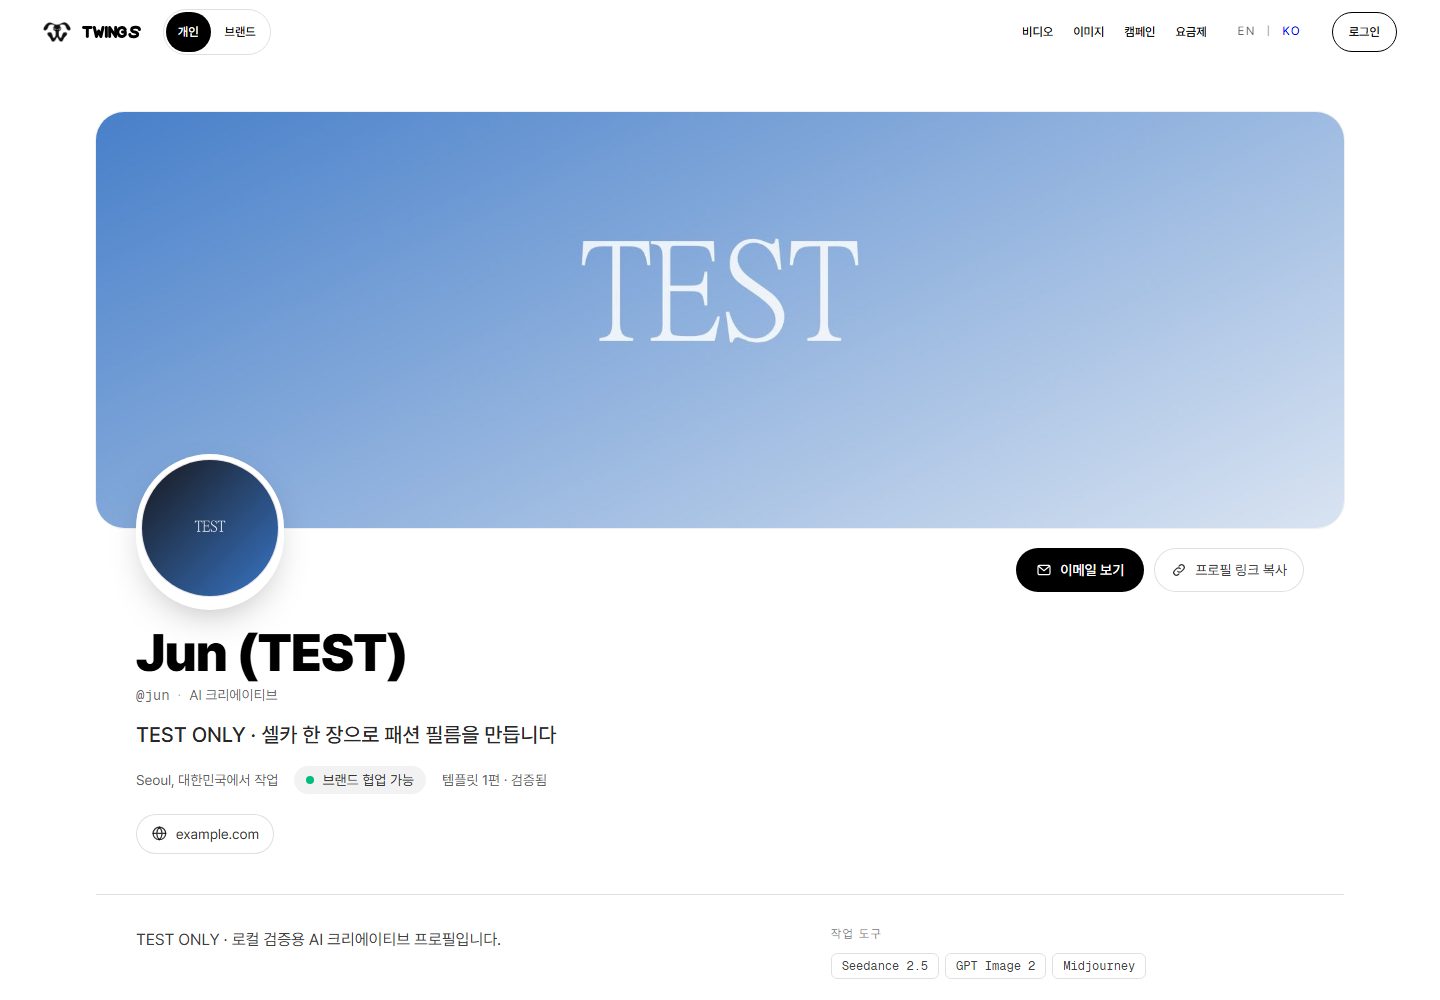 TWINGS 개인 브랜드 비디오 이미지 캠페인 요금제 EN | KO 로그인
TEST
TEST
이메일 보기 프로필 링크 복사
Jun (TEST)
@jun · AI 크리에이티브
TEST ONLY · 셀카 한 장으로 패션 필름을 만듭니다
Seoul, 대한민국에서 작업 브랜드 협업 가능 템플릿 1편 · 검증됨
example.com
TEST ONLY · 로컬 검증용 AI 크리에이티브 프로필입니다.
작업 도구
Seedance 2.5 GPT Image 2 Midjourney